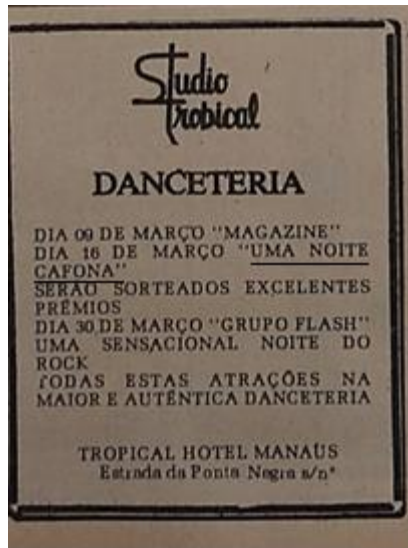 Studio
Tropical
DANCETERIA
DIA 09 DE MARÇO "MAGAZINE"
DIA 16 DE MARÇO "UMA NOITE
CAFONA"
SERÃO SORTEADOS EXCELENTES
PRÊMIOS
DIA 30 DE MARÇO "GRUPO FLASH"
UMA SENSACIONAL NOITE DO
ROCK
TODAS ESTAS ATRAÇÕES NA
MAIOR E AUTÊNTICA DANCETERIA
TROPICAL HOTEL MANAUS
Estrada da Ponta Negra s/nº